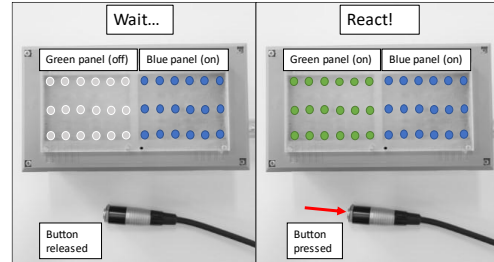 Wait...
Green panel (off)
Blue panel (on)
Button
released
React!
Green panel (on)
Blue panel (on)
Button
pressed